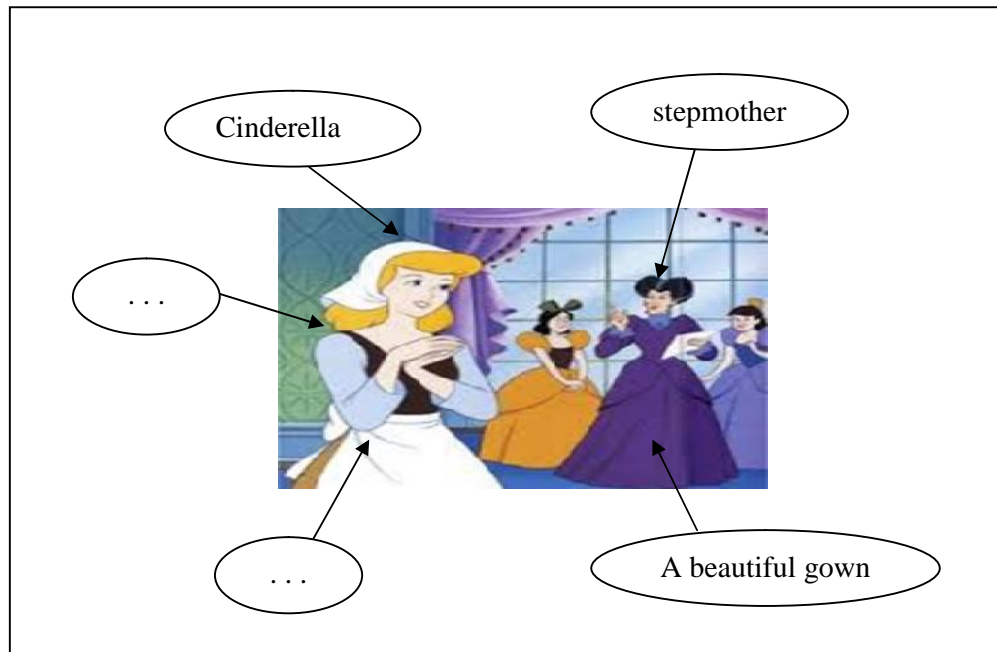 Cinderella
stepmother
. . .
. . .
A beautiful gown